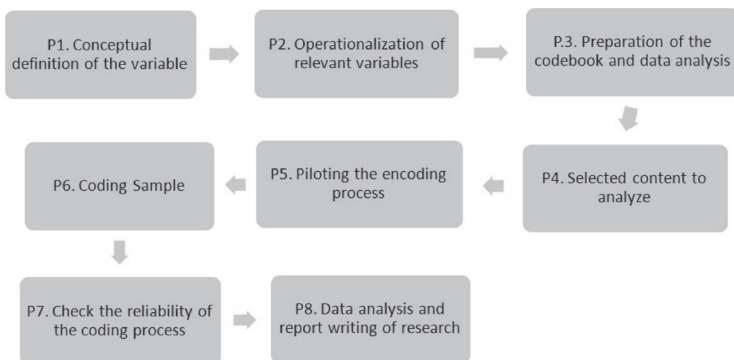 P1. Conceptual
definition of the variable
P2. Operationalization of
relevant variables
P.3. Preparation of the
codebook and data analysis
P4. Selected content to
analyze
P5. Piloting the encoding
process
P6. Coding Sample
P7. Check the reliability of
the coding process
P8. Data analysis and
report writing of research